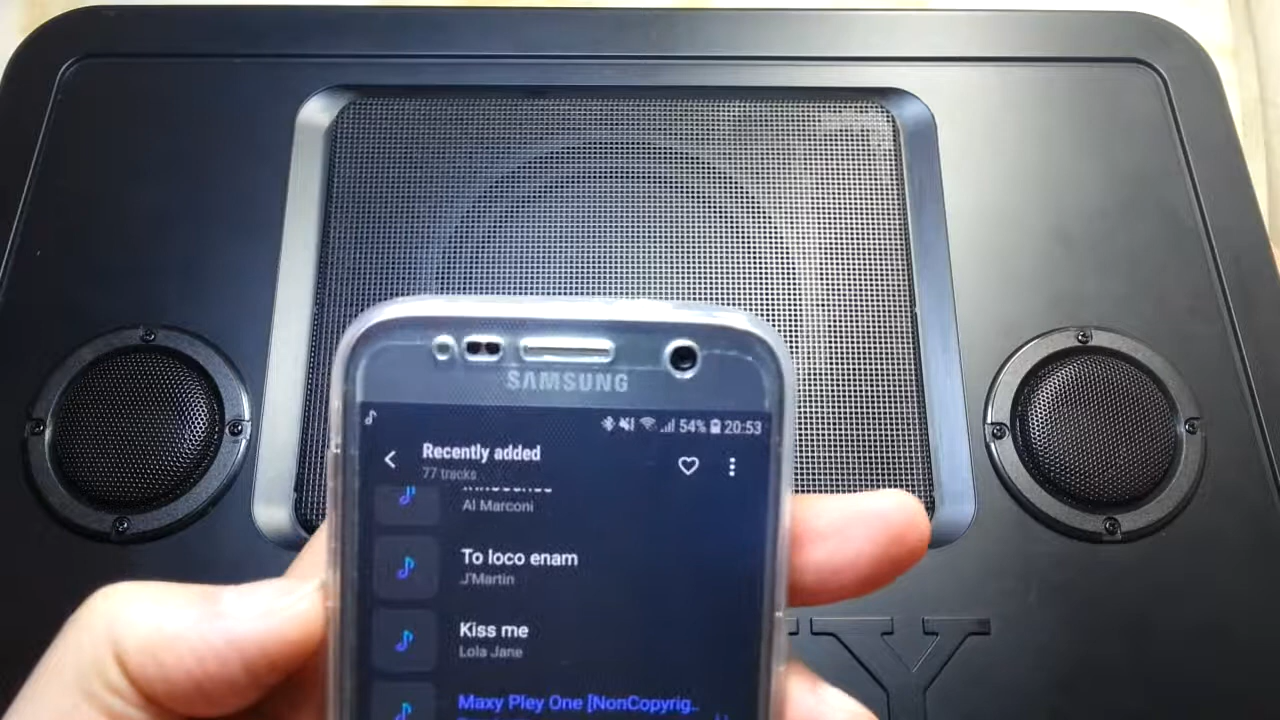 SAMSUNG
54% 20:53
Recently added
77 tracks
Al Marconi
To loco enam
J'Martin
Kiss me
Lola Jane
Maxy Pley One [NonCopyrig..
Y